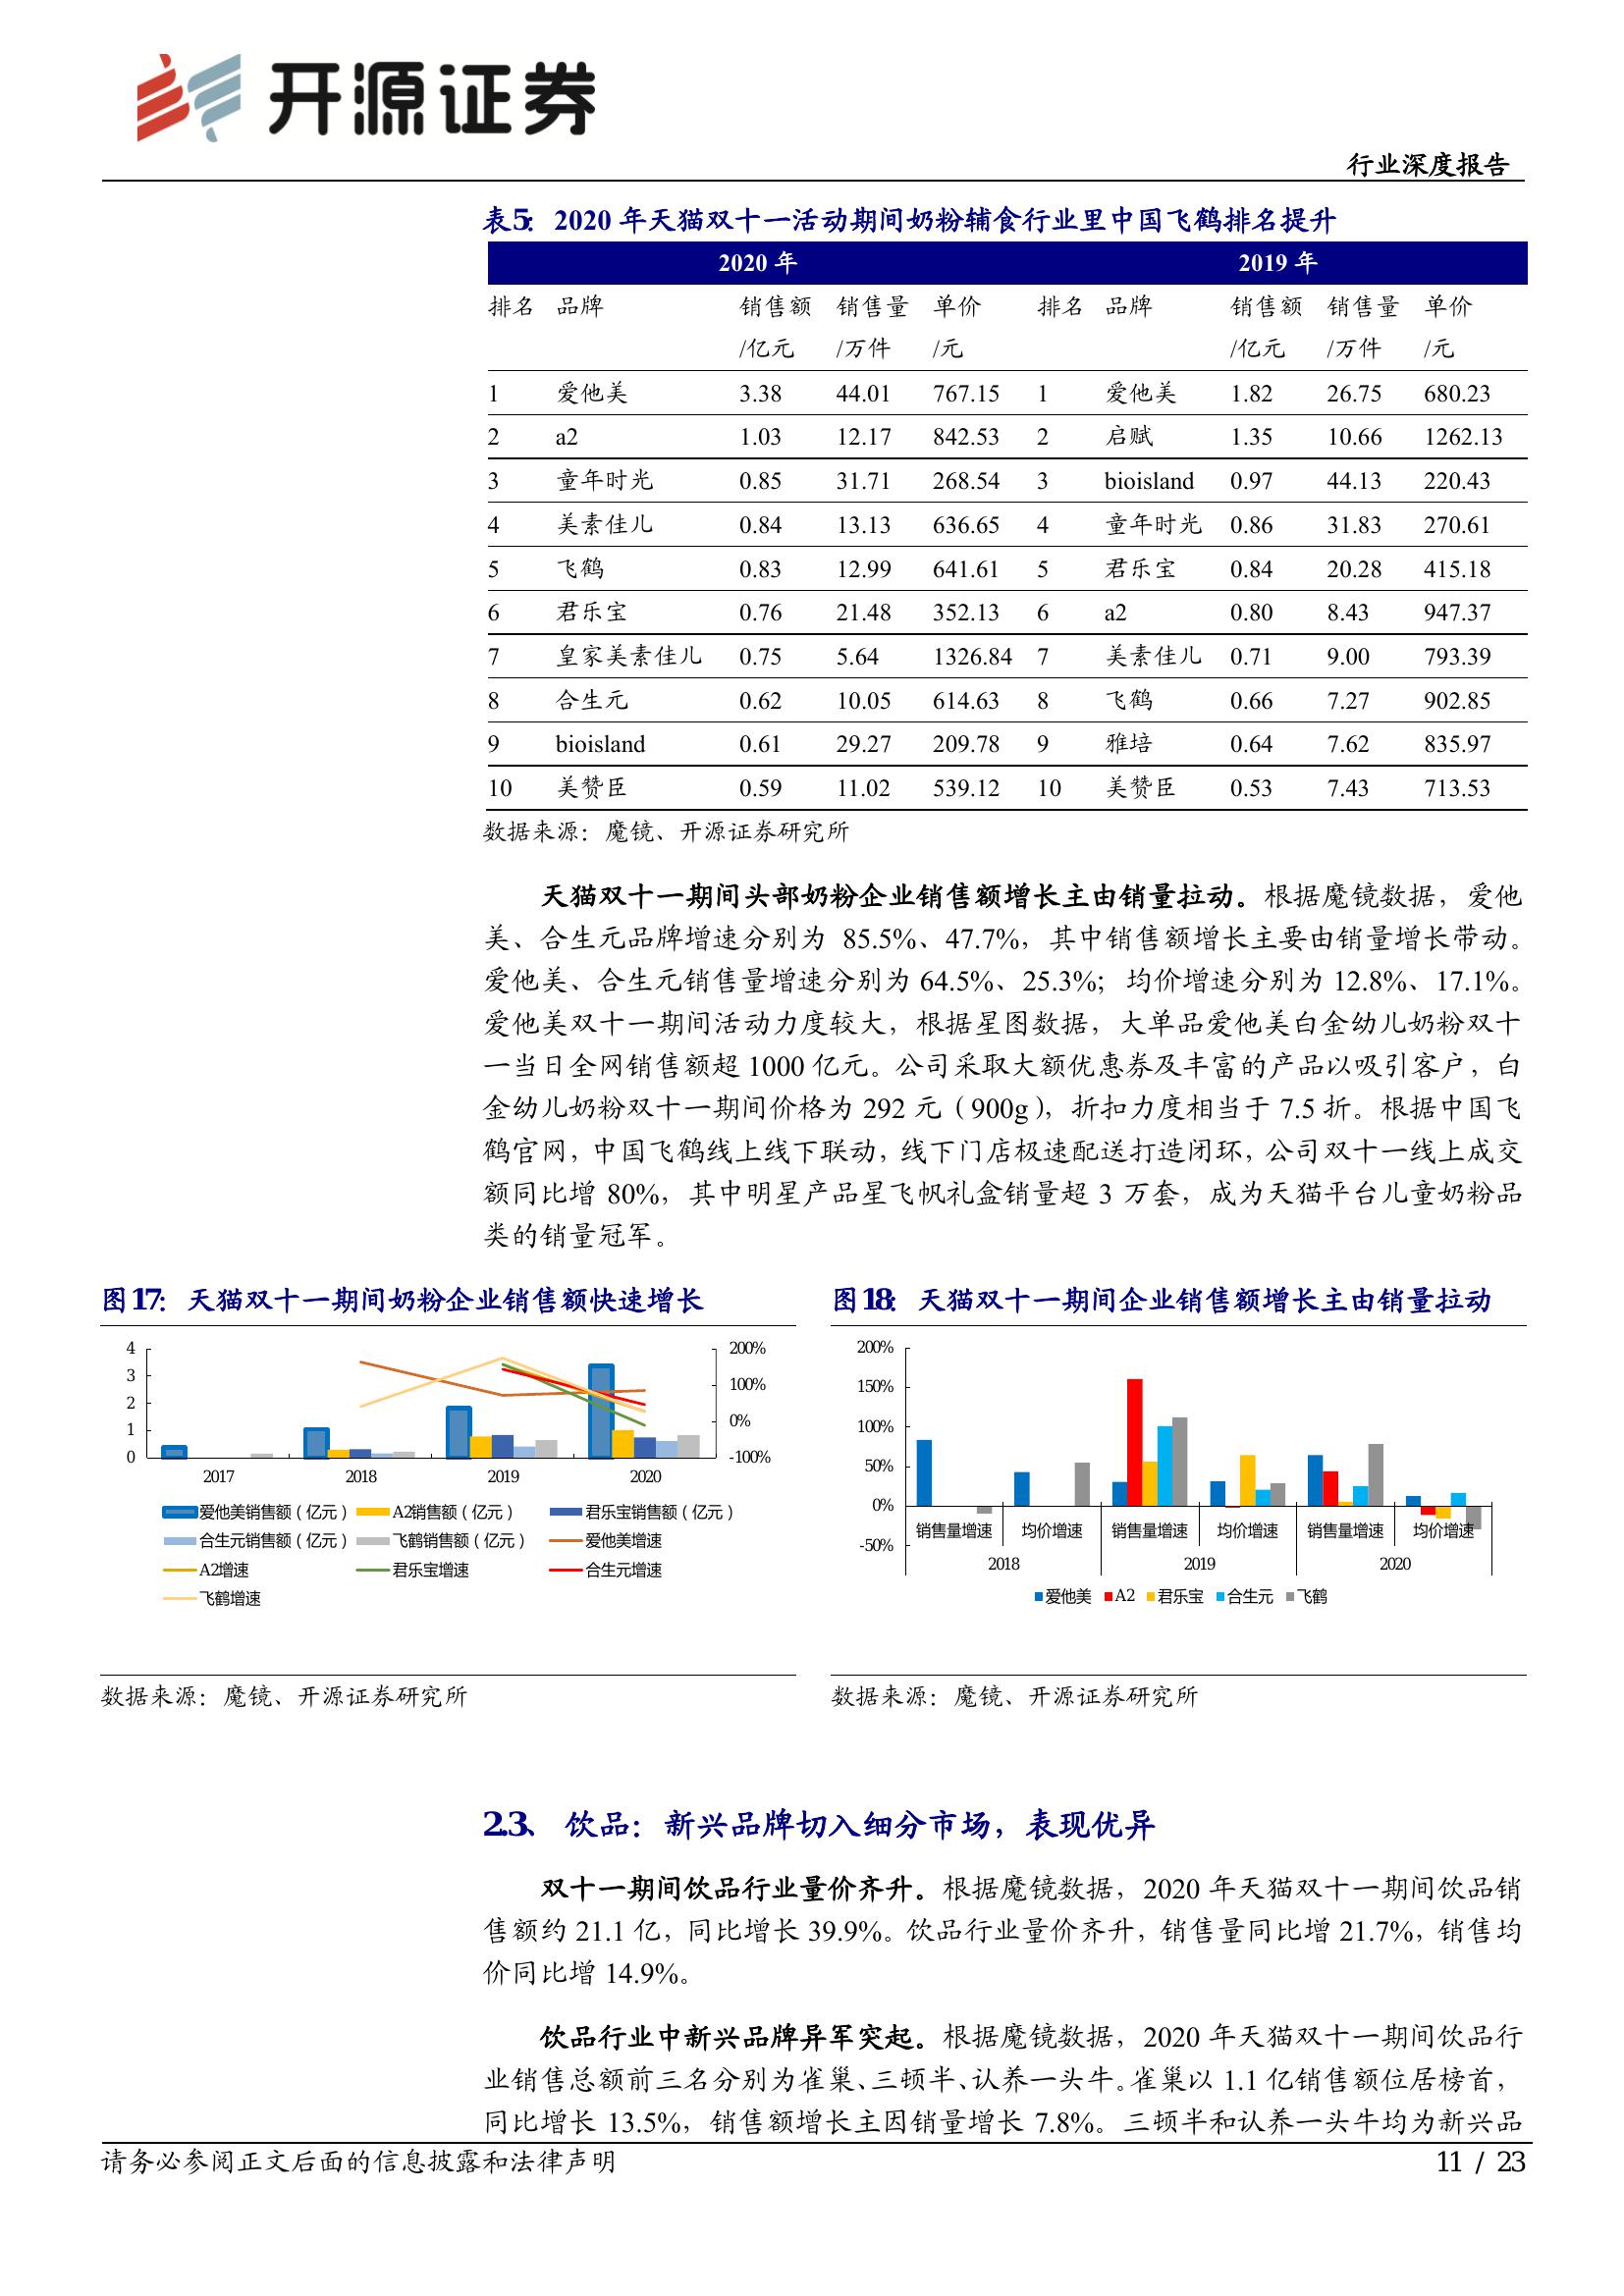 开源证券
行业深度报告
表5： 2020 年天猫双十一活动期间奶粉辅食行业里中国飞鹤排名提升
2020 年 2019 年
排名 品牌 销售额 销售量 单价 排名 品牌 销售额 销售量 单价
/亿元 /万件 /元 /亿元 /万件 /元
1 爱他美 3.38 44.01 767.15 1 爱他美 1.82 26.75 680.23
2 a2 1.03 12.17 842.53 2 启赋 1.35 10.66 1262.13
3 童年时光 0.85 31.71 268.54 3 bioisland 0.97 44.13 220.43
4 美素佳儿 0.84 13.13 636.65 4 童年时光 0.86 31.83 270.61
5 飞鹤 0.83 12.99 641.61 5 君乐宝 0.84 20.28 415.18
6 君乐宝 0.76 21.48 352.13 6 a2 0.80 8.43 947.37
7 皇家美素佳儿 0.75 5.64 1326.84 7 美素佳儿 0.71 9.00 793.39
8 合生元 0.62 10.05 614.63 8 飞鹤 0.66 7.27 902.85
9 bioisland 0.61 29.27 209.78 9 雅培 0.64 7.62 835.97
10 美赞臣 0.59 11.02 539.12 10 美赞臣 0.53 7.43 713.53
数据来源：魔镜、开源证券研究所
天猫双十一期间头部奶粉企业销售额增长主由销量拉动。根据魔镜数据，爱他
美、合生元品牌增速分别为 85.5%、47.7%，其中销售额增长主要由销量增长带动。
爱他美、合生元销售量增速分别为 64.5%、25.3%；均价增速分别为 12.8%、17.1%。
爱他美双十一期间活动力度较大，根据星图数据，大单品爱他美白金幼儿奶粉双十
一当日全网销售额超 1000 亿元。公司采取大额优惠券及丰富的产品以吸引客户，白
金幼儿奶粉双十一期间价格为 292 元（900g），折扣力度相当于 7.5 折。根据中国飞
鹤官网，中国飞鹤线上线下联动，线下门店极速配送打造闭环，公司双十一线上成交
额同比增 80%，其中明星产品星飞帆礼盒销量超 3 万套，成为天猫平台儿童奶粉品
类的销量冠军。
图17： 天猫双十一期间奶粉企业销售额快速增长
4 200%
3 100%
2
1 0%
0 -100%
2017 2018 2019 2020
爱他美销售额（亿元） A2销售额（亿元） 君乐宝销售额（亿元）
合生元销售额（亿元） 飞鹤销售额（亿元） 爱他美增速
A2增速 君乐宝增速 合生元增速
飞鹤增速
数据来源：魔镜、开源证券研究所
图18： 天猫双十一期间企业销售额增长主由销量拉动
200%
150%
100%
50%
0%
-50%
销售量增速 均价增速 销售量增速 均价增速 销售量增速 均价增速
2018 2019 2020
爱他美 A2 君乐宝 合生元 飞鹤
数据来源：魔镜、开源证券研究所
2.3、 饮品：新兴品牌切入细分市场，表现优异
双十一期间饮品行业量价齐升。根据魔镜数据，2020 年天猫双十一期间饮品销
售额约 21.1 亿，同比增长 39.9%。饮品行业量价齐升，销售量同比增 21.7%，销售均
价同比增 14.9%。
饮品行业中新兴品牌异军突起。根据魔镜数据，2020 年天猫双十一期间饮品行
业销售总额前三名分别为雀巢、三顿半、认养一头牛。雀巢以 1.1 亿销售额位居榜首，
同比增长 13.5%，销售额增长主因销量增长 7.8%。三顿半和认养一头牛均为新兴品
请务必参阅正文后面的信息披露和法律声明 11 / 23